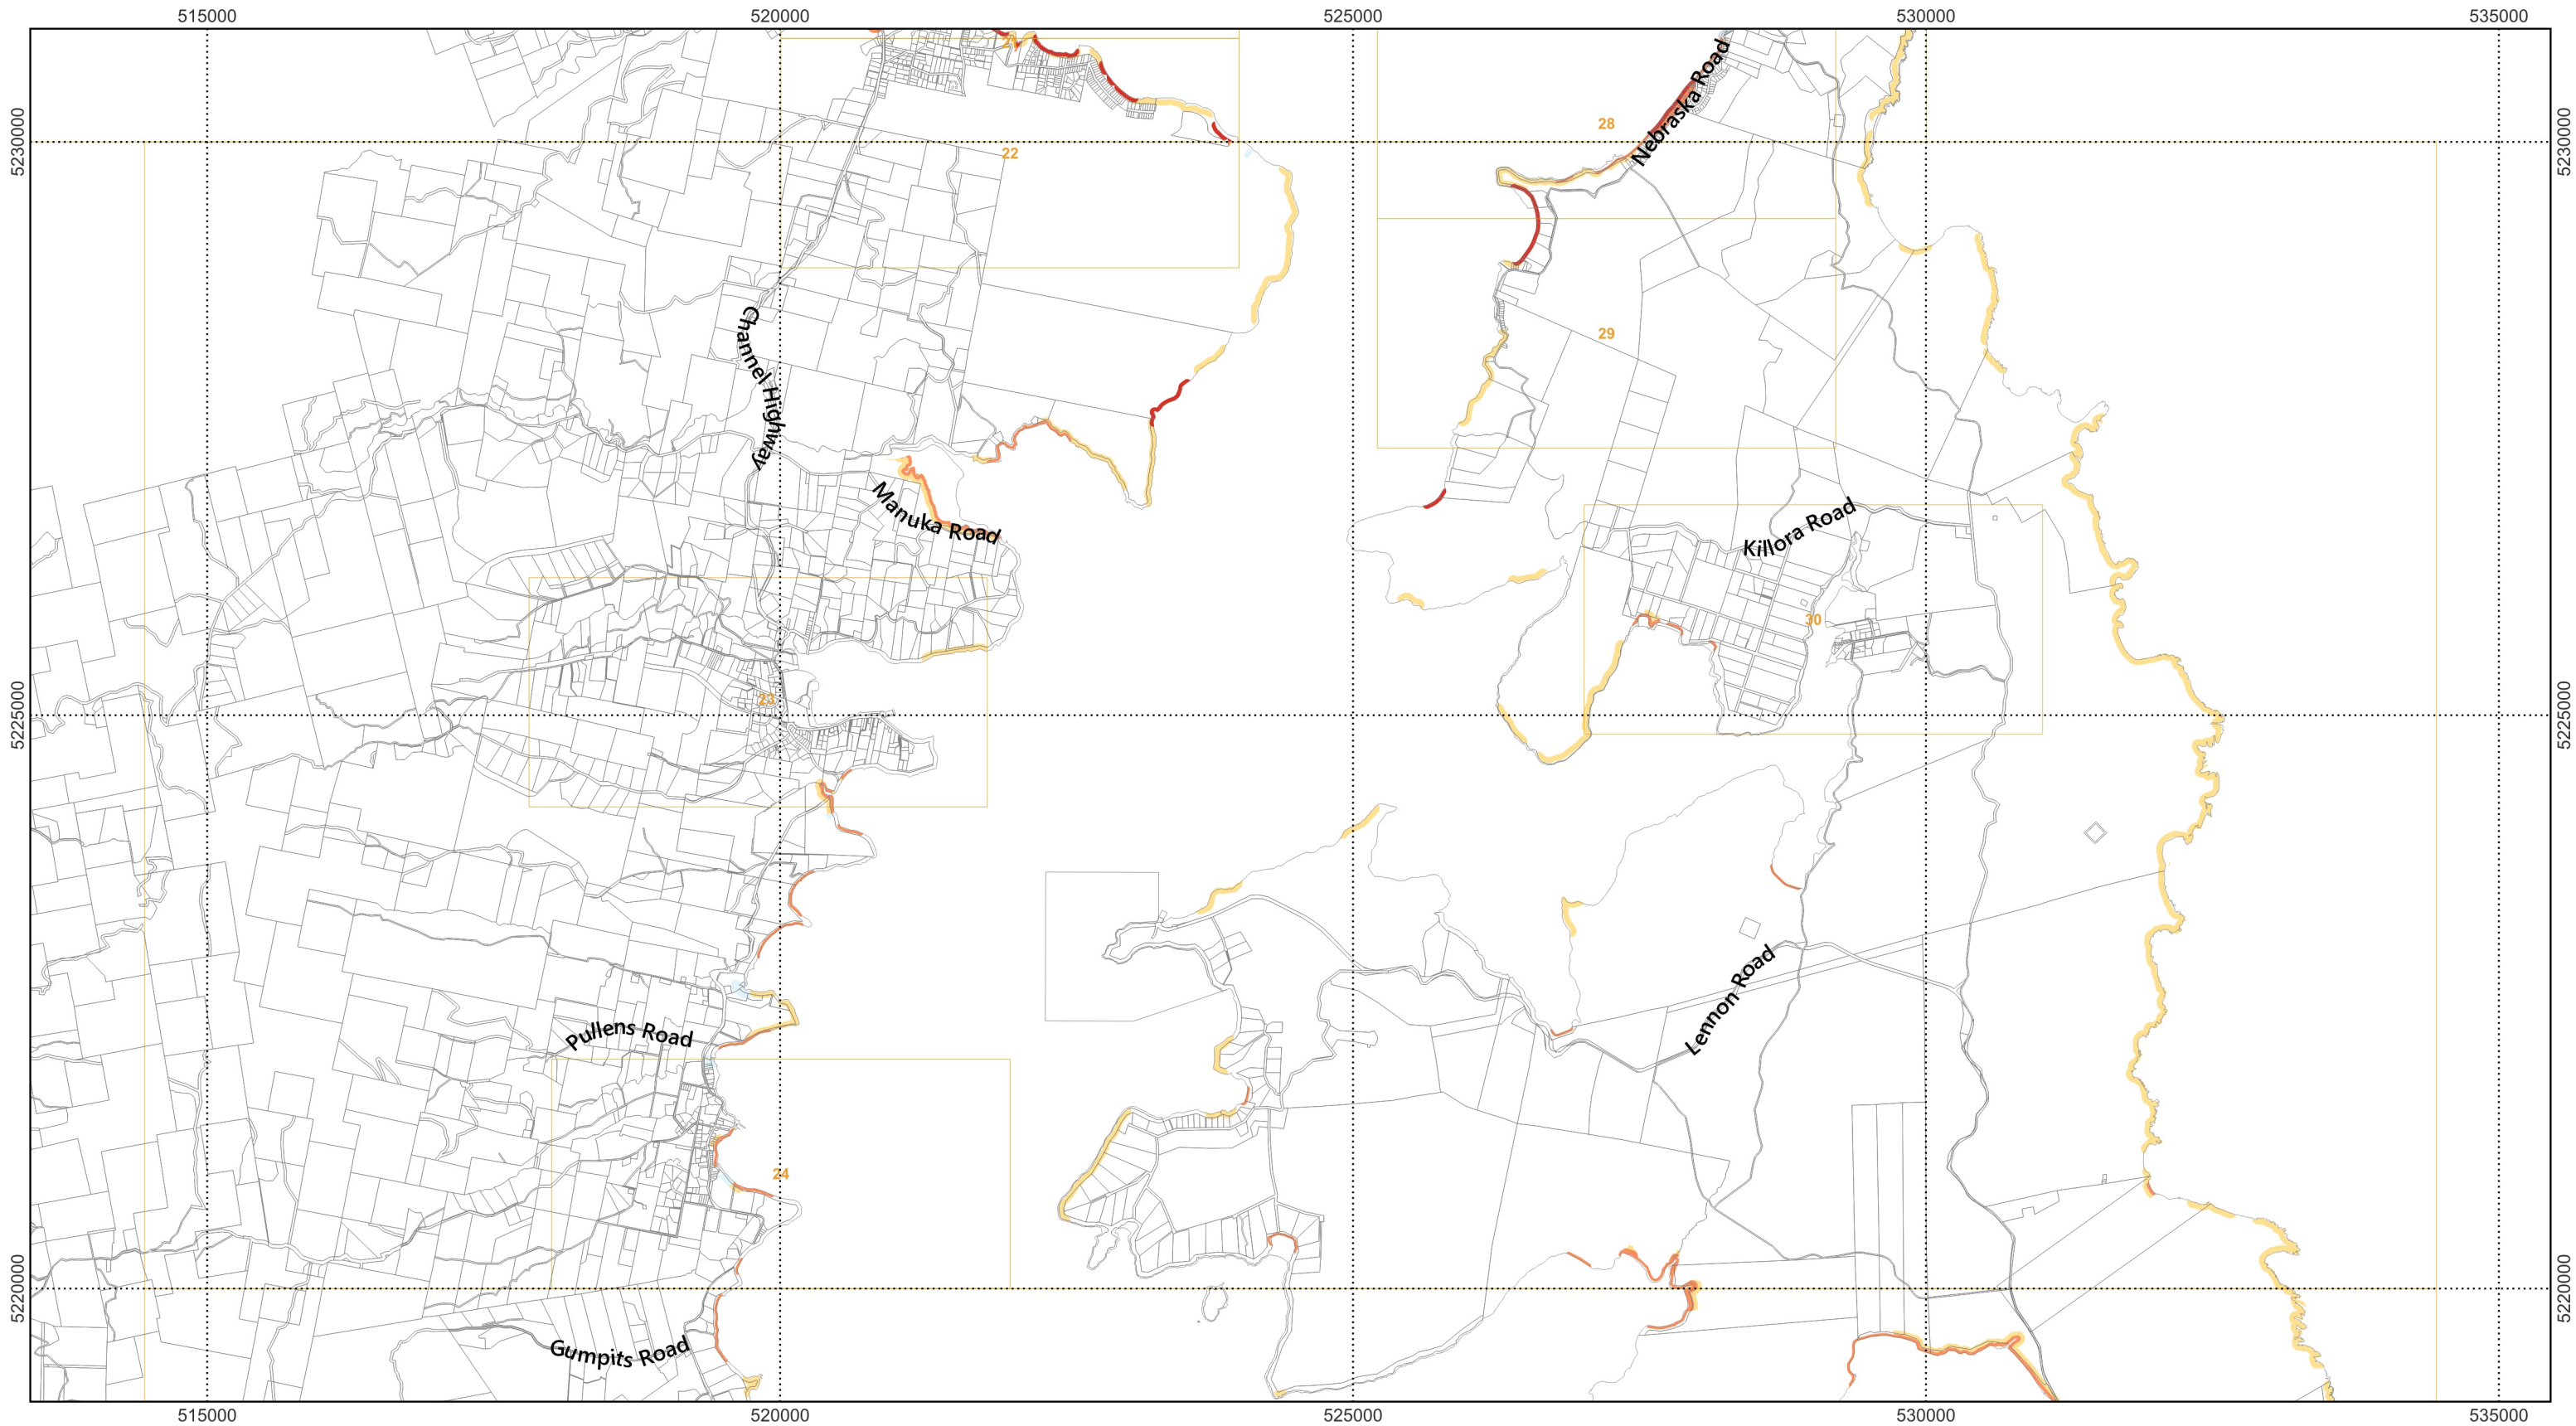 515000 520000 525000 530000 535000
Nebraska Road
21
28
5230000 5230000
22
Channel Highway
29
Manuka Road
Killora Road
30
23
5225000 5225000
Lennon Road
Pullens Road
24
5220000 5220000
Gumpits Road
515000 520000 525000 530000 535000